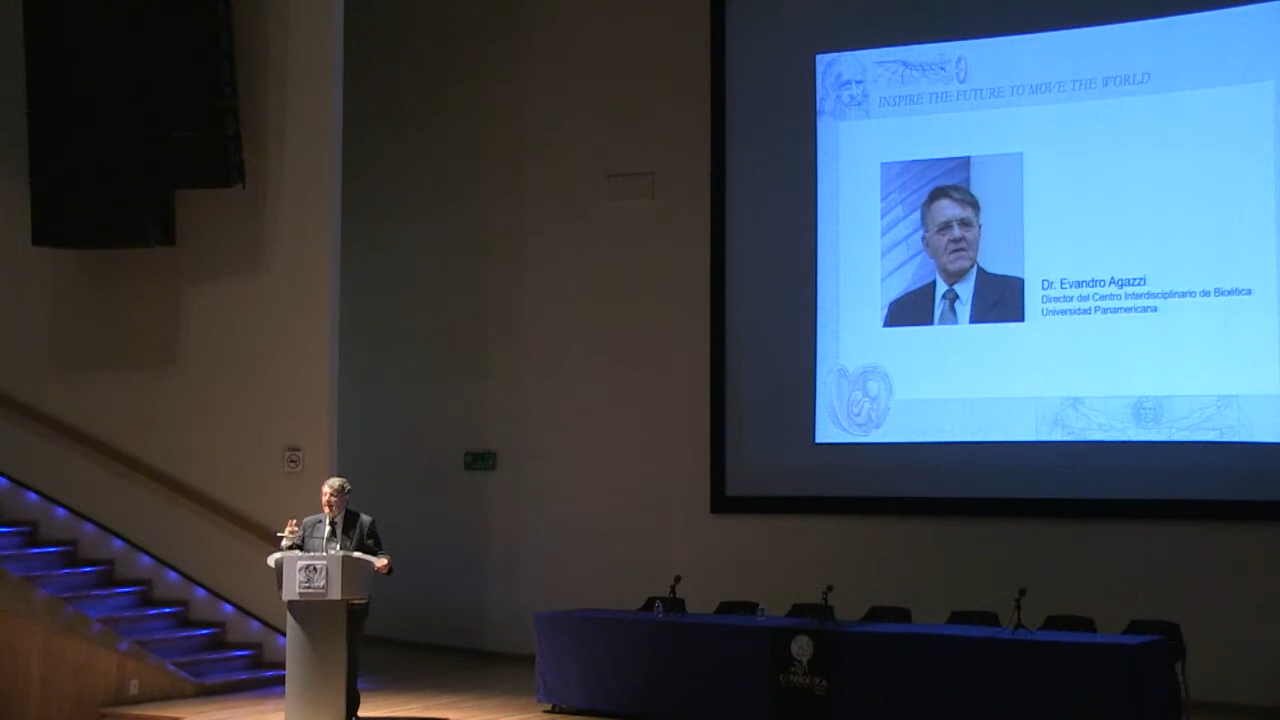 INSPIRE THE FUTURE TO MOVE THE WORLD
Dr. Evandro Agazzi
Director del Centro Interdisciplinario de Bioética
Universidad Panamericana